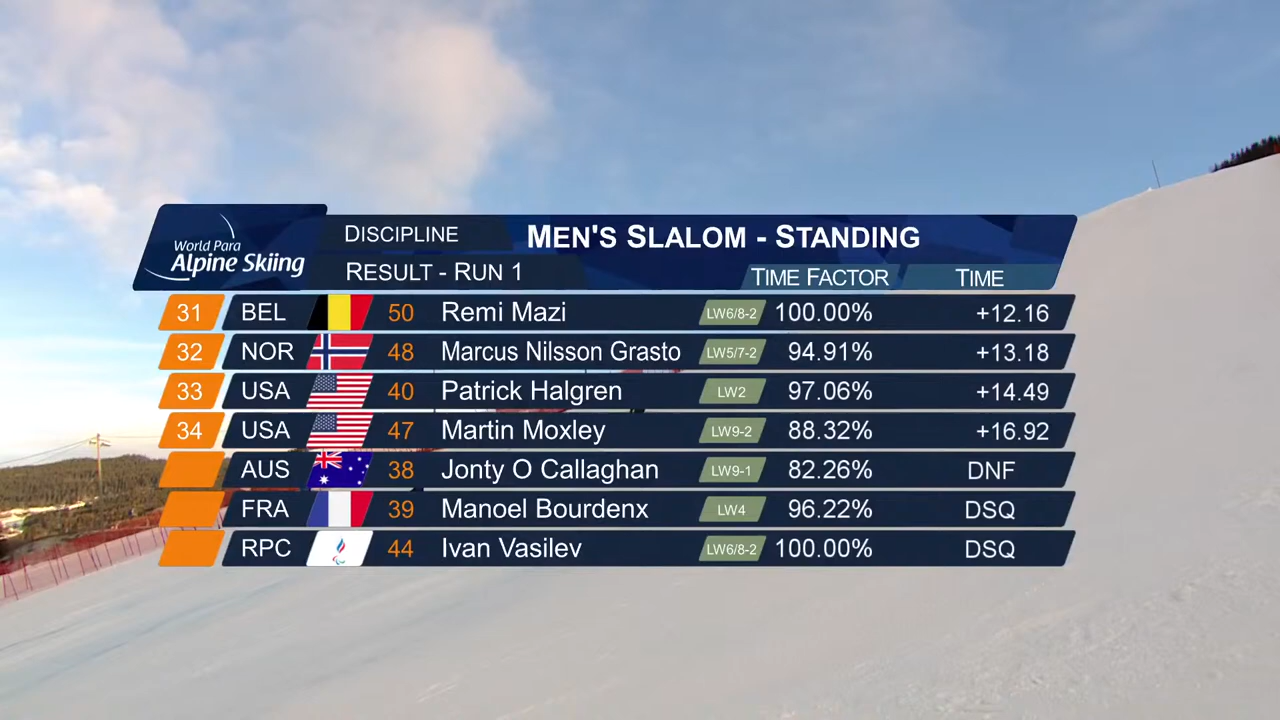 World Para
Alpine Skiing
DISCIPLINE MEN'S SLALOM - STANDING
RESULT - RUN 1 TIME FACTOR TIME
31 BEL 50 Remi Mazi LW6/8-2 100.00% +12.16
32 NOR 48 Marcus Nilsson Grasto LW5/7-2 94.91% +13.18
33 USA 40 Patrick Halgren LW2 97.06% +14.49
34 USA 47 Martin Moxley LW9-2 88.32% +16.92
AUS 38 Jonty O Callaghan LW9-1 82.26% DNF
FRA 39 Manoel Bourdenx LW4 96.22% DSQ
RPC 44 Ivan Vasilev LW6/8-2 100.00% DSQ